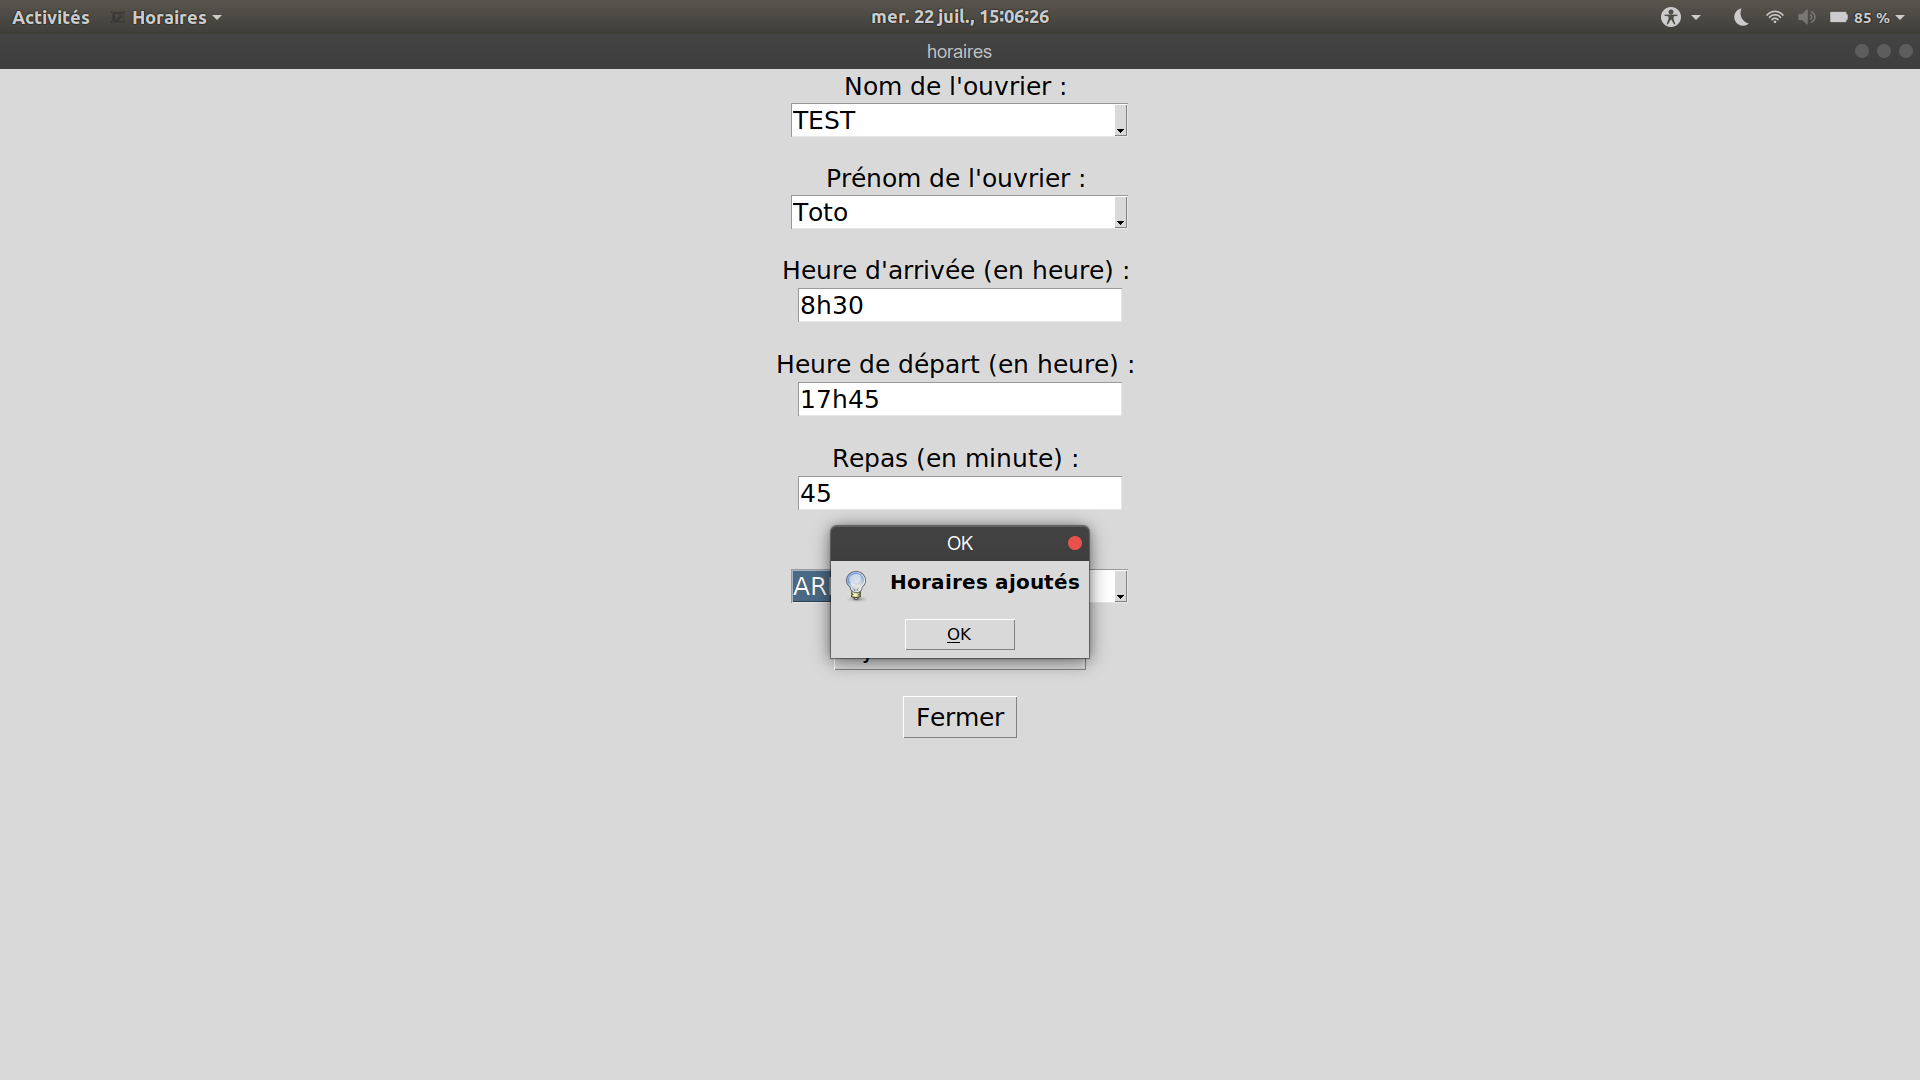 Activités Horaires mer. 22 juil., 15:06:26 85 %
horaires
Nom de l'ouvrier :
TEST
Prénom de l'ouvrier :
Toto
Heure d'arrivée (en heure) :
8h30
Heure de départ (en heure) :
17h45
Repas (en minute) :
45
OK
Horaires ajoutés
OK
Fermer